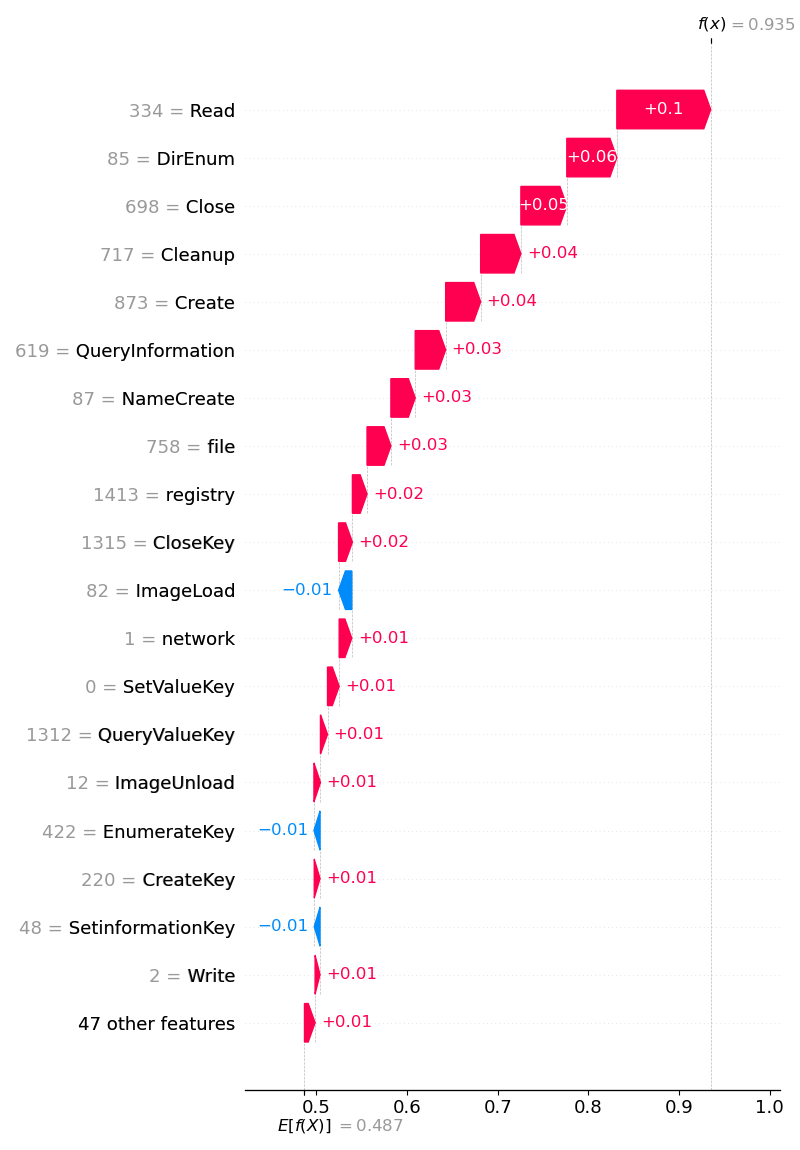 f(x) = 0.935
334 = Read
+0.1
85 = DirEnum
+0.06
698 = Close
+0.05
717 = Cleanup
+0.04
873 = Create
+0.04
619 = QueryInformation
+0.03
87 = NameCreate
+0.03
758 = file
+0.03
1413 = registry
+0.02
1315 = CloseKey
+0.02
82 = ImageLoad
−0.01
1 = network
+0.01
0 = SetValueKey
+0.01
1312 = QueryValueKey
+0.01
12 = ImageUnload
+0.01
422 = EnumerateKey
−0.01
220 = CreateKey
+0.01
48 = SetinformationKey
−0.01
2 = Write
+0.01
47 other features
+0.01
0.5 0.6 0.7 0.8 0.9 1.0
E[f(X)] = 0.487